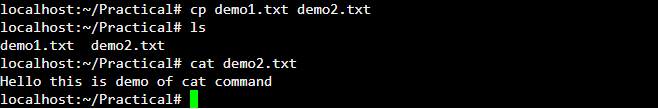 localhost:~/Practical# cp demo1.txt demo2.txt
localhost:~/Practical# ls
demo1.txt  demo2.txt
localhost:~/Practical# cat demo2.txt
Hello this is demo of cat command
localhost:~/Practical#